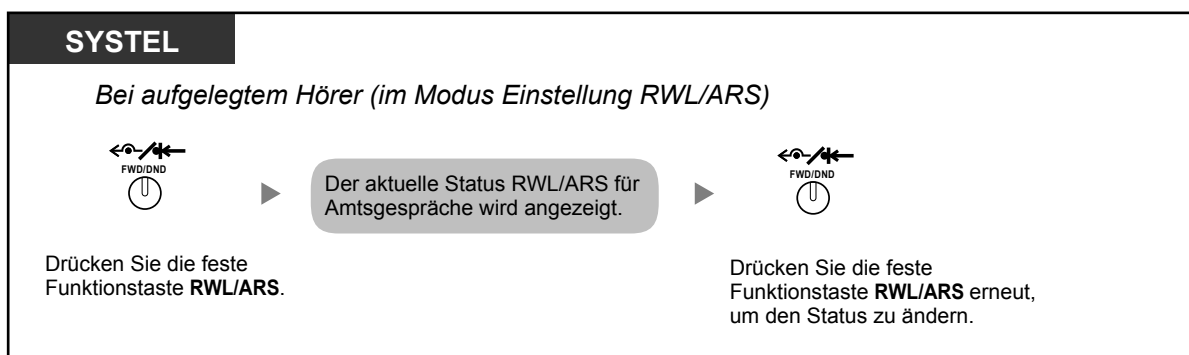 SYSTEL
Bei aufgelegtem Hörer (im Modus Einstellung RWL/ARS)
FWD/DND
Drücken Sie die feste
Funktionstaste RWL/ARS.
Der aktuelle Status RWL/ARS für
Amtsgespräche wird angezeigt.
FWD/DND
Drücken Sie die feste
Funktionstaste RWL/ARS erneut,
um den Status zu ändern.